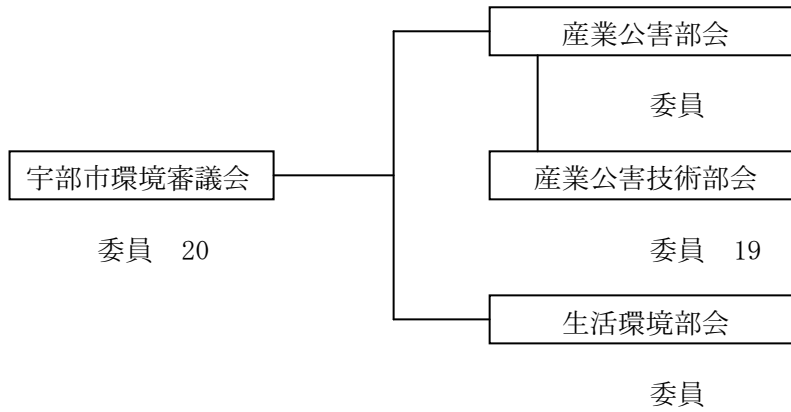 産業公害部会
委員
宇部市環境審議会
産業公害技術部会
委員　20
委員　19
生活環境部会
委員